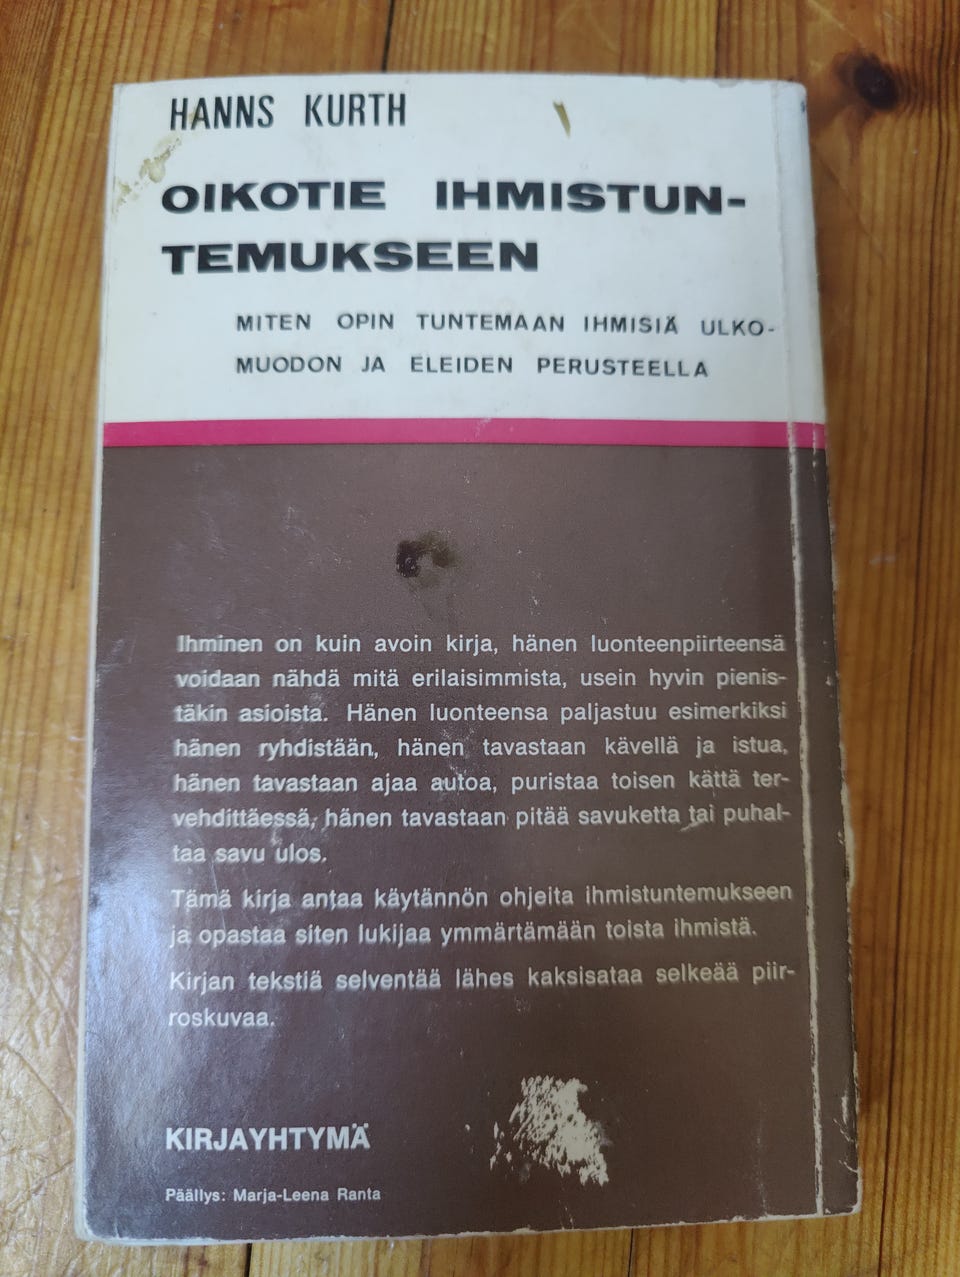 HANNS KURTH
OIKOTIE IHMISTUN-
TEMUKSEEN
MITEN OPIN TUNTEMAAN IHMISIÄ ULKO-
MUODON JA ELEIDEN PERUSTEELLA
Ihminen on kuin avoin kirja, hänen luonteenpiirteensä
voidaan nähdä mitä erilaisimmista, usein hyvin pienis-
täkin asioista. Hänen luonteensa paljastuu esimerkiksi
hänen ryhdistään, hänen tavastaan kävellä ja istua,
hänen tavastaan ajaa autoa, puristaa toisen kättä ter-
vehdittäessä, hänen tavastaan pitää savuketta tai puhal-
taa savu ulos.
Tämä kirja antaa käytännön ohjeita ihmistuntemukseen
ja opastaa siten lukijaa ymmärtämään toista ihmistä.
Kirjan tekstiä selventää lähes kaksisataa selkeää piir-
roskuvaa.
KIRJAYHTYMÄ
Päällys: Marja-Leena Ranta